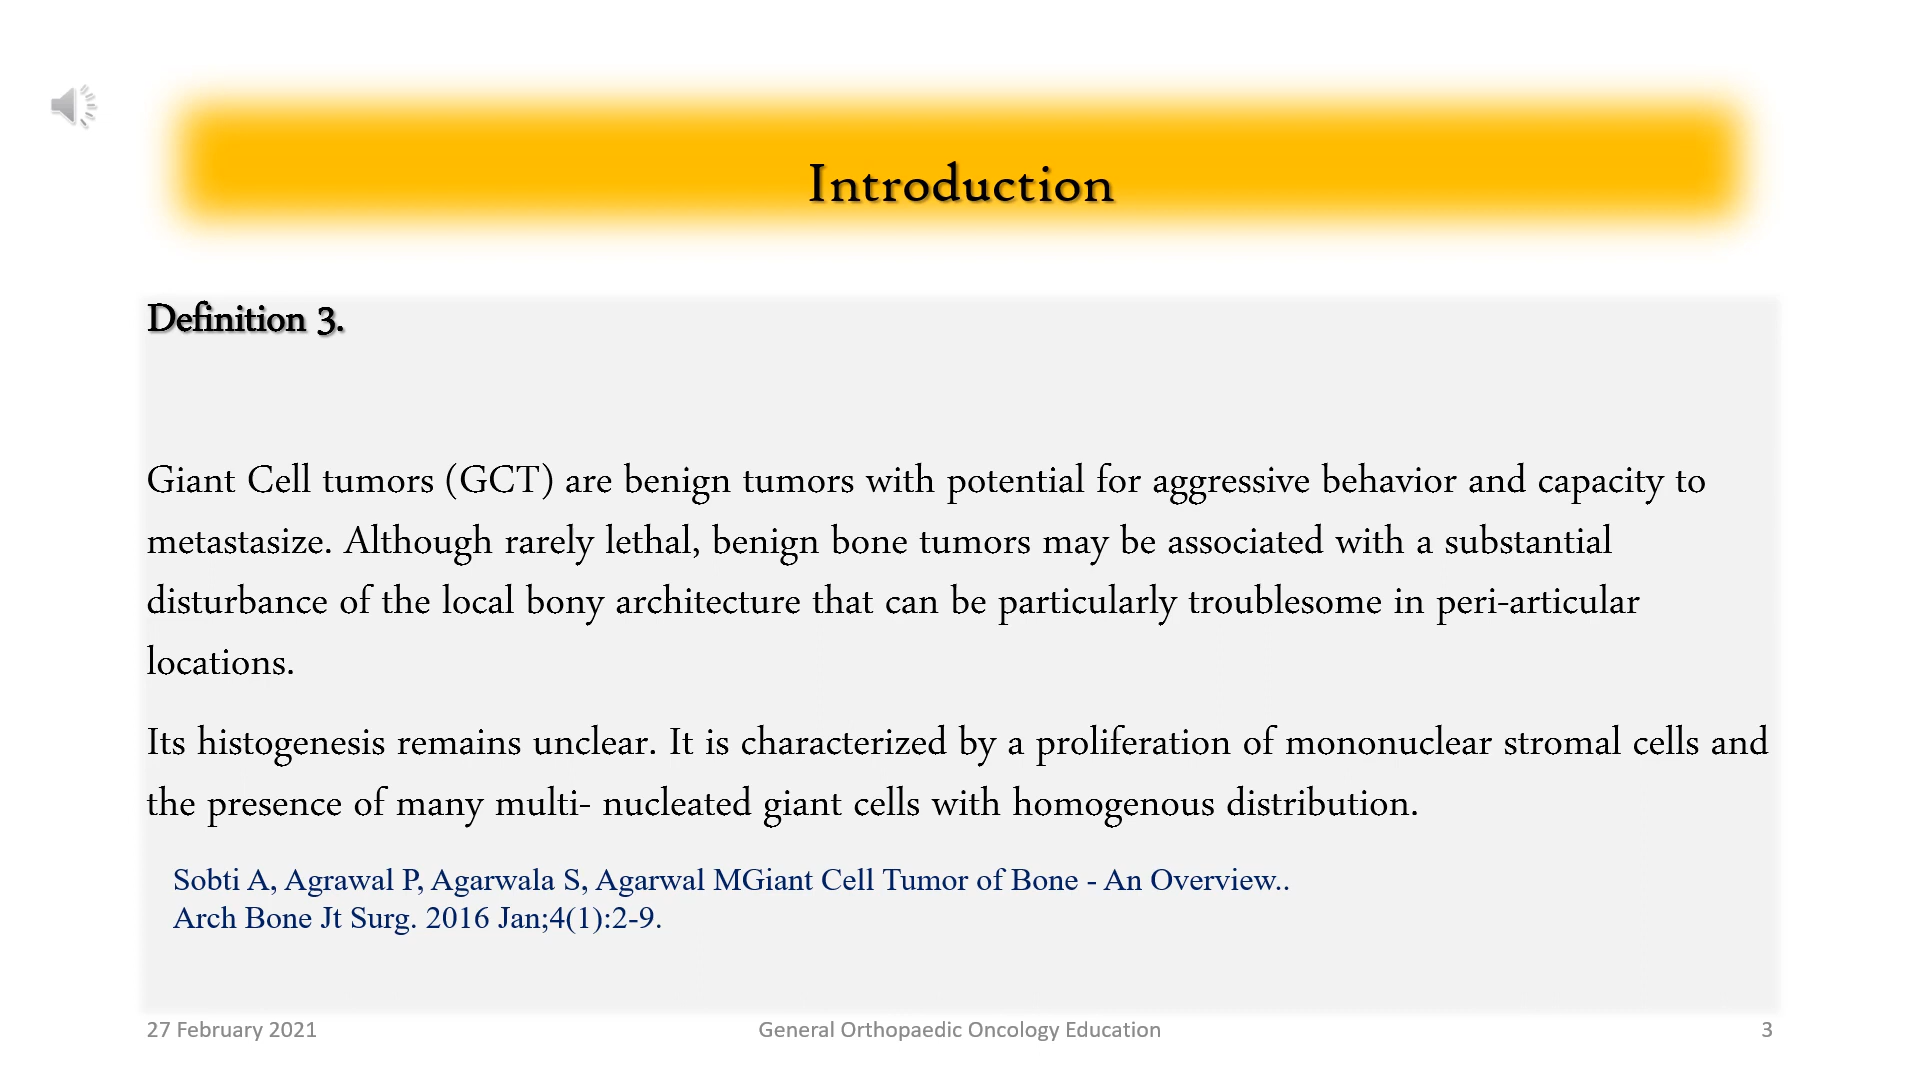 Introduction
Definition 3.
Giant Cell tumors (GCT) are benign tumors with potential for aggressive behavior and capacity to
metastasize. Although rarely lethal, benign bone tumors may be associated with a substantial
disturbance of the local bony architecture that can be particularly troublesome in peri-articular
locations.
Its histogenesis remains unclear. It is characterized by a proliferation of mononuclear stromal cells and
the presence of many multi- nucleated giant cells with homogenous distribution.
Sobti A, Agrawal P, Agarwala S, Agarwal MGiant Cell Tumor of Bone - An Overview..
Arch Bone Jt Surg. 2016 Jan;4(1):2-9.
27 February 2021
General Orthopaedic Oncology Education
3